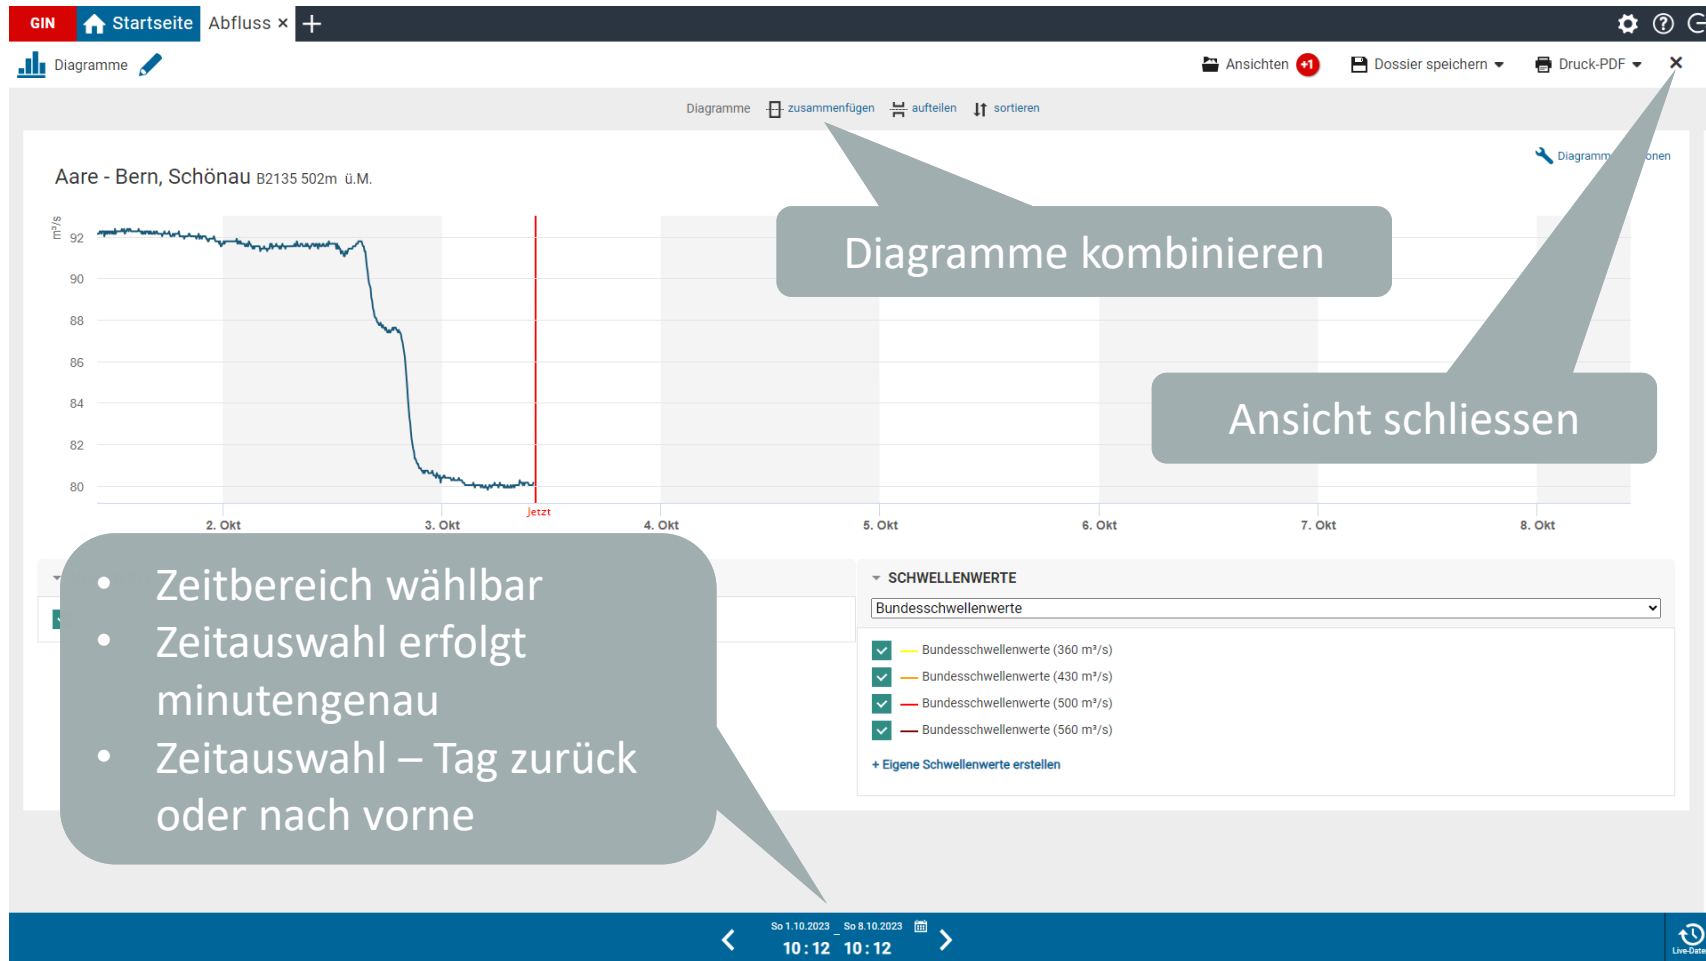 GIN Startseite Abfluss × +
Diagramme
Ansichten +1 Dossier speichern Druck-PDF
Diagramme zusammenfügen aufteilen sortieren
Aare - Bern, Schönau B2135 502m ü.M.
m³/s
92
90
88
86
84
82
80
Jetzt
2. Okt 3. Okt 4. Okt 5. Okt 6. Okt 7. Okt 8. Okt
Diagramme kombinieren
Ansicht schliessen
• Zeitbereich wählbar
• Zeitauswahl erfolgt
minutengenau
• Zeitauswahl – Tag zurück
oder nach vorne
SCHWELLENWERTE
Bundesschwellenwerte
Bundesschwellenwerte (360 m³/s)
Bundesschwellenwerte (430 m³/s)
Bundesschwellenwerte (500 m³/s)
Bundesschwellenwerte (560 m³/s)
+ Eigene Schwellenwerte erstellen
So 1.10.2023 – So 8.10.2023
10 : 12 10 : 12